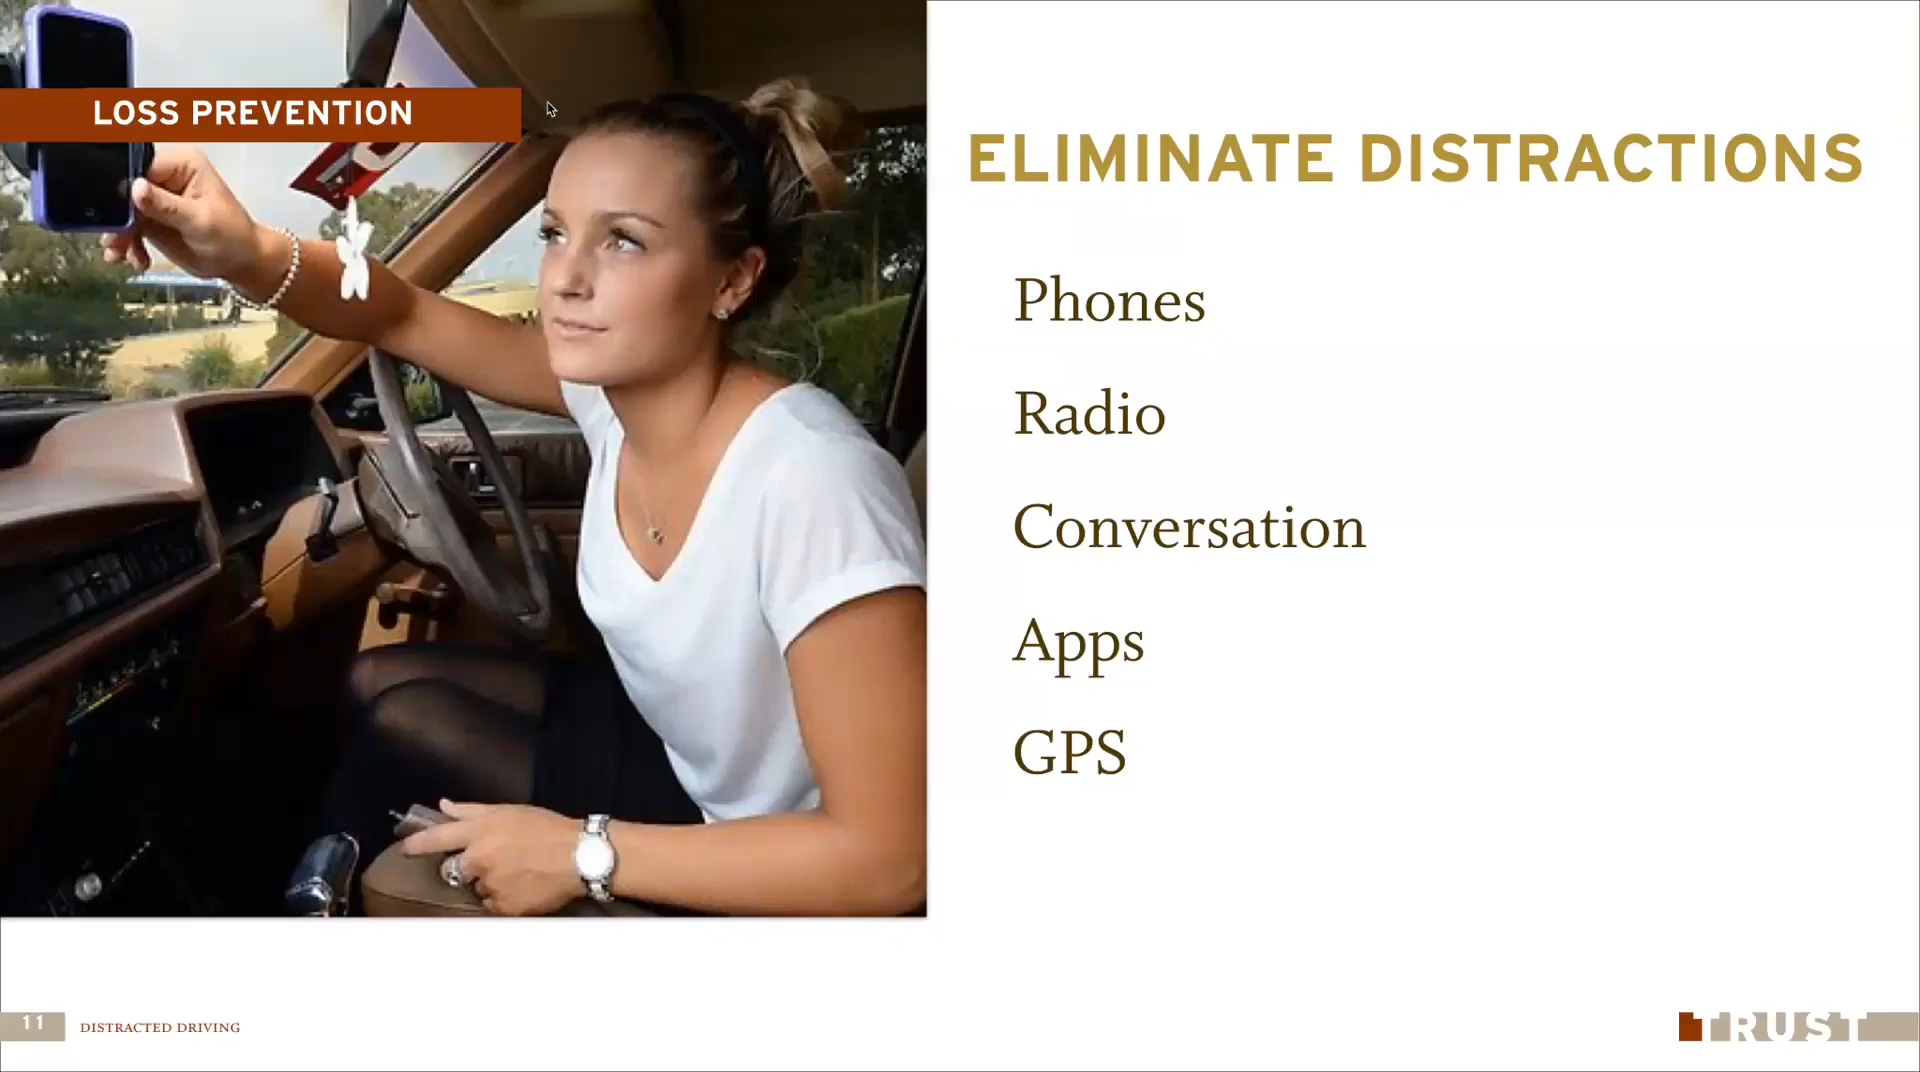 LOSS PREVENTION
ELIMINATE DISTRACTIONS
Phones
Radio
Conversation
Apps
GPS
11
DISTRACTED DRIVING
TRUST